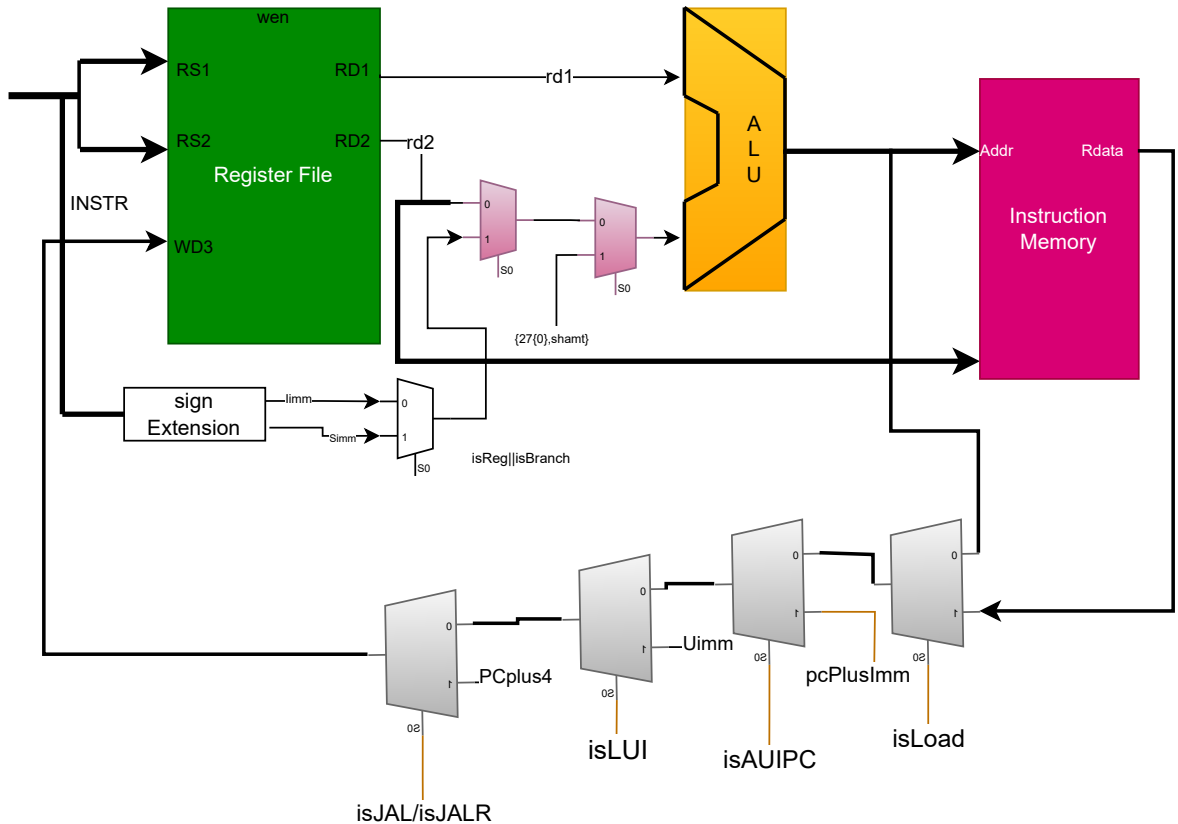 wen
RS1
RD1
rd1
RS2
RD2
rd2
Register File
INSTR
WD3
0
1
S0
0
1
S0
{27{0},shamt}
A
L
U
Addr
Rdata
Instruction
Memory
sign
Extension
Iimm
Simm
0
1
S0
isReg||isBranch
0
1
S0
isLoad
0
1
S0
pcPlusImm
isAUIPC
0
1
S0
Uimm
isLUI
0
1
S0
PCplus4
isJAL/isJALR